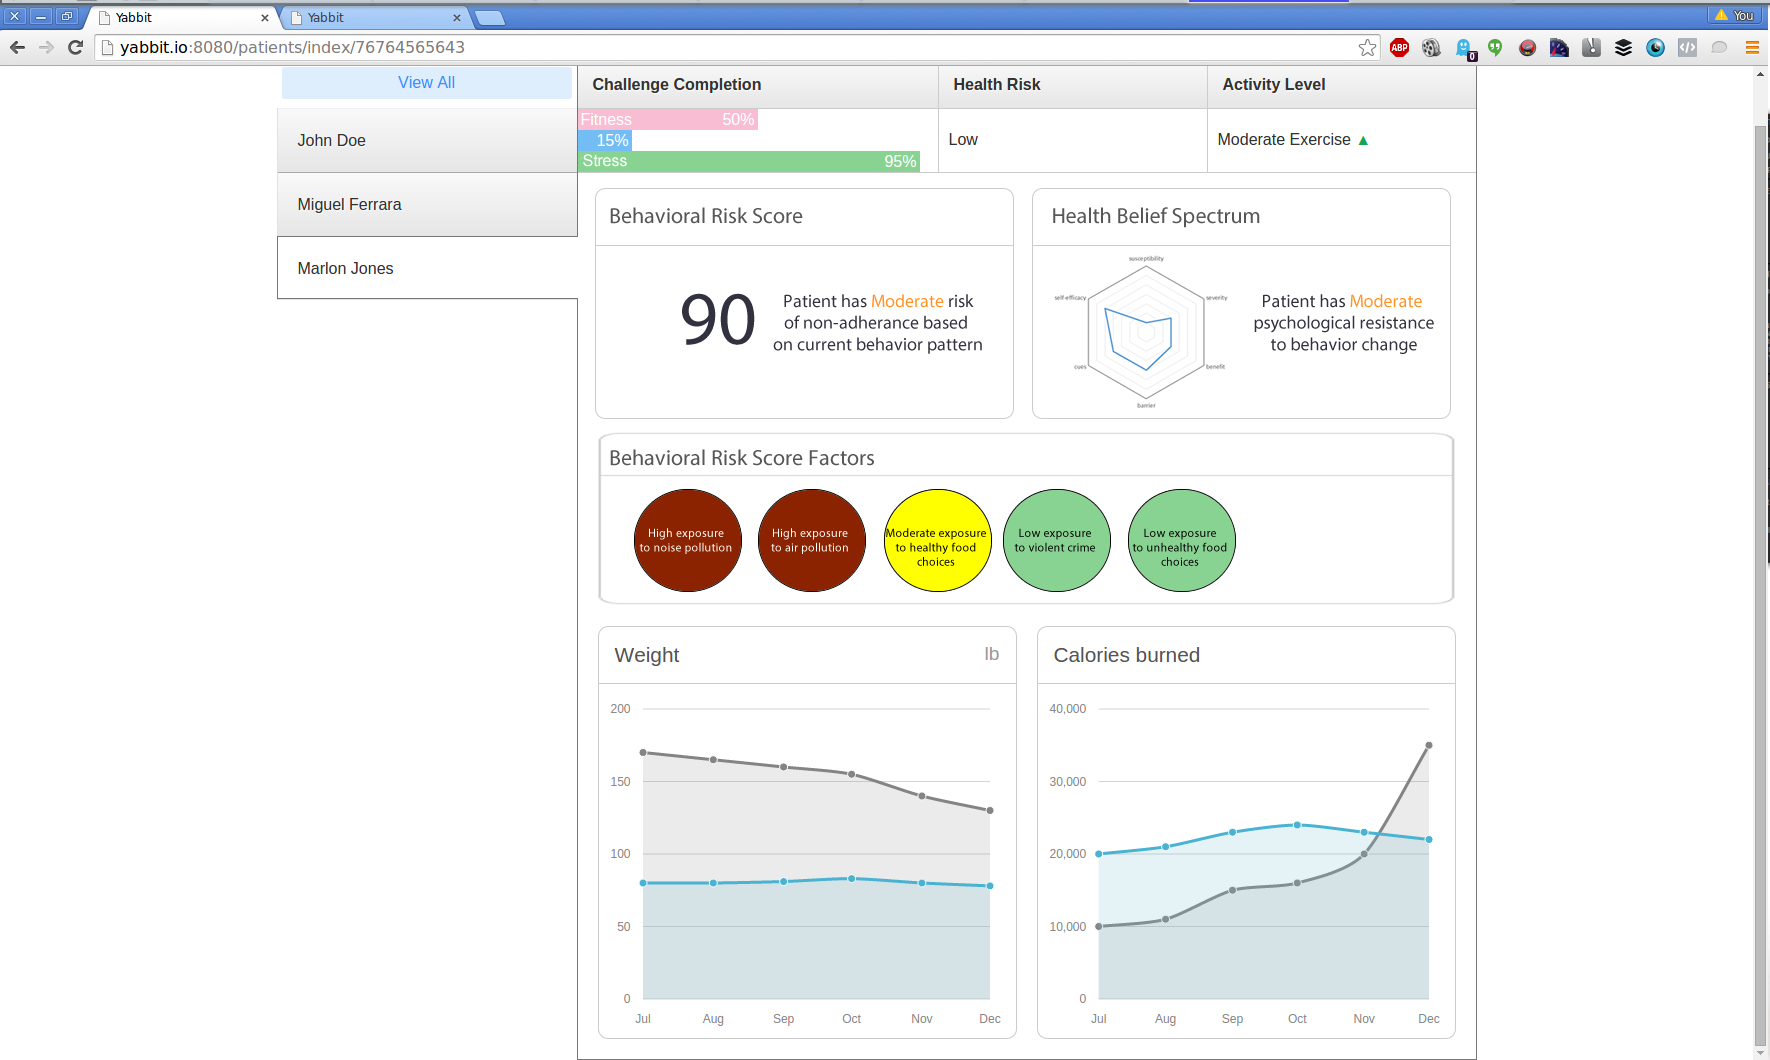 Yabbit
Yabbit
You
yabbit.io:8080/patients/index/76764565643
ABP
0
View All
John Doe
Miguel Ferrara
Marlon Jones
Challenge Completion
Health Risk
Activity Level
Fitness 50%
15%
Stress 95%
Low
Moderate Exercise ▲
Behavioral Risk Score
90
Patient has Moderate risk
of non-adherance based
on current behavior pattern
Health Belief Spectrum
susceptibility
self-efficacy
severity
cues
benefit
barrier
Patient has Moderate
psychological resistance
to behavior change
Behavioral Risk Score Factors
High exposure
to noise pollution
High exposure
to air pollution
Moderate exposure
to healthy food
choices
Low exposure
to violent crime
Low exposure
to unhealthy food
choices
Weight
lb
200
150
100
50
0
Jul Aug Sep Oct Nov Dec
Calories burned
40,000
30,000
20,000
10,000
0
Jul Aug Sep Oct Nov Dec